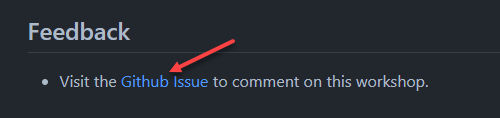 Feedback
Visit the Github Issue to comment on this workshop.